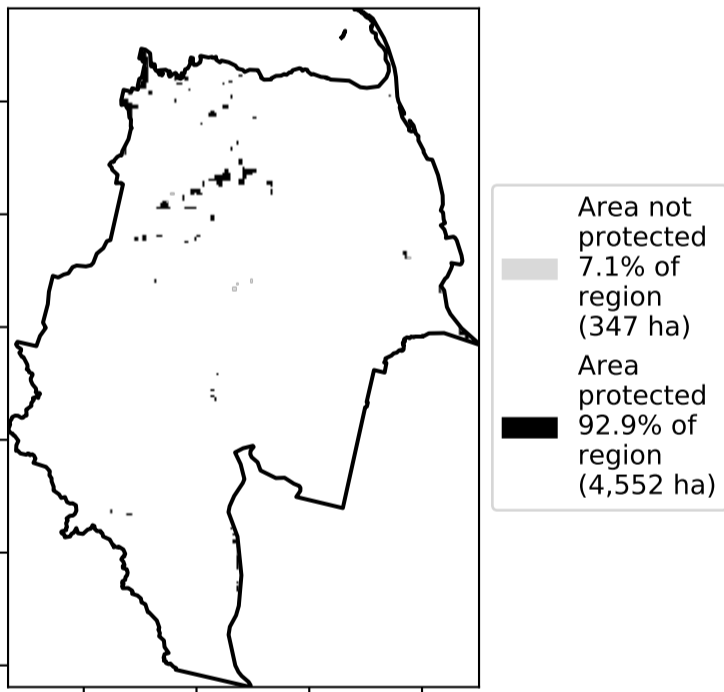 Area not
protected
7.1% of
region
(347 ha)
Area
protected
92.9% of
region
(4,552 ha)